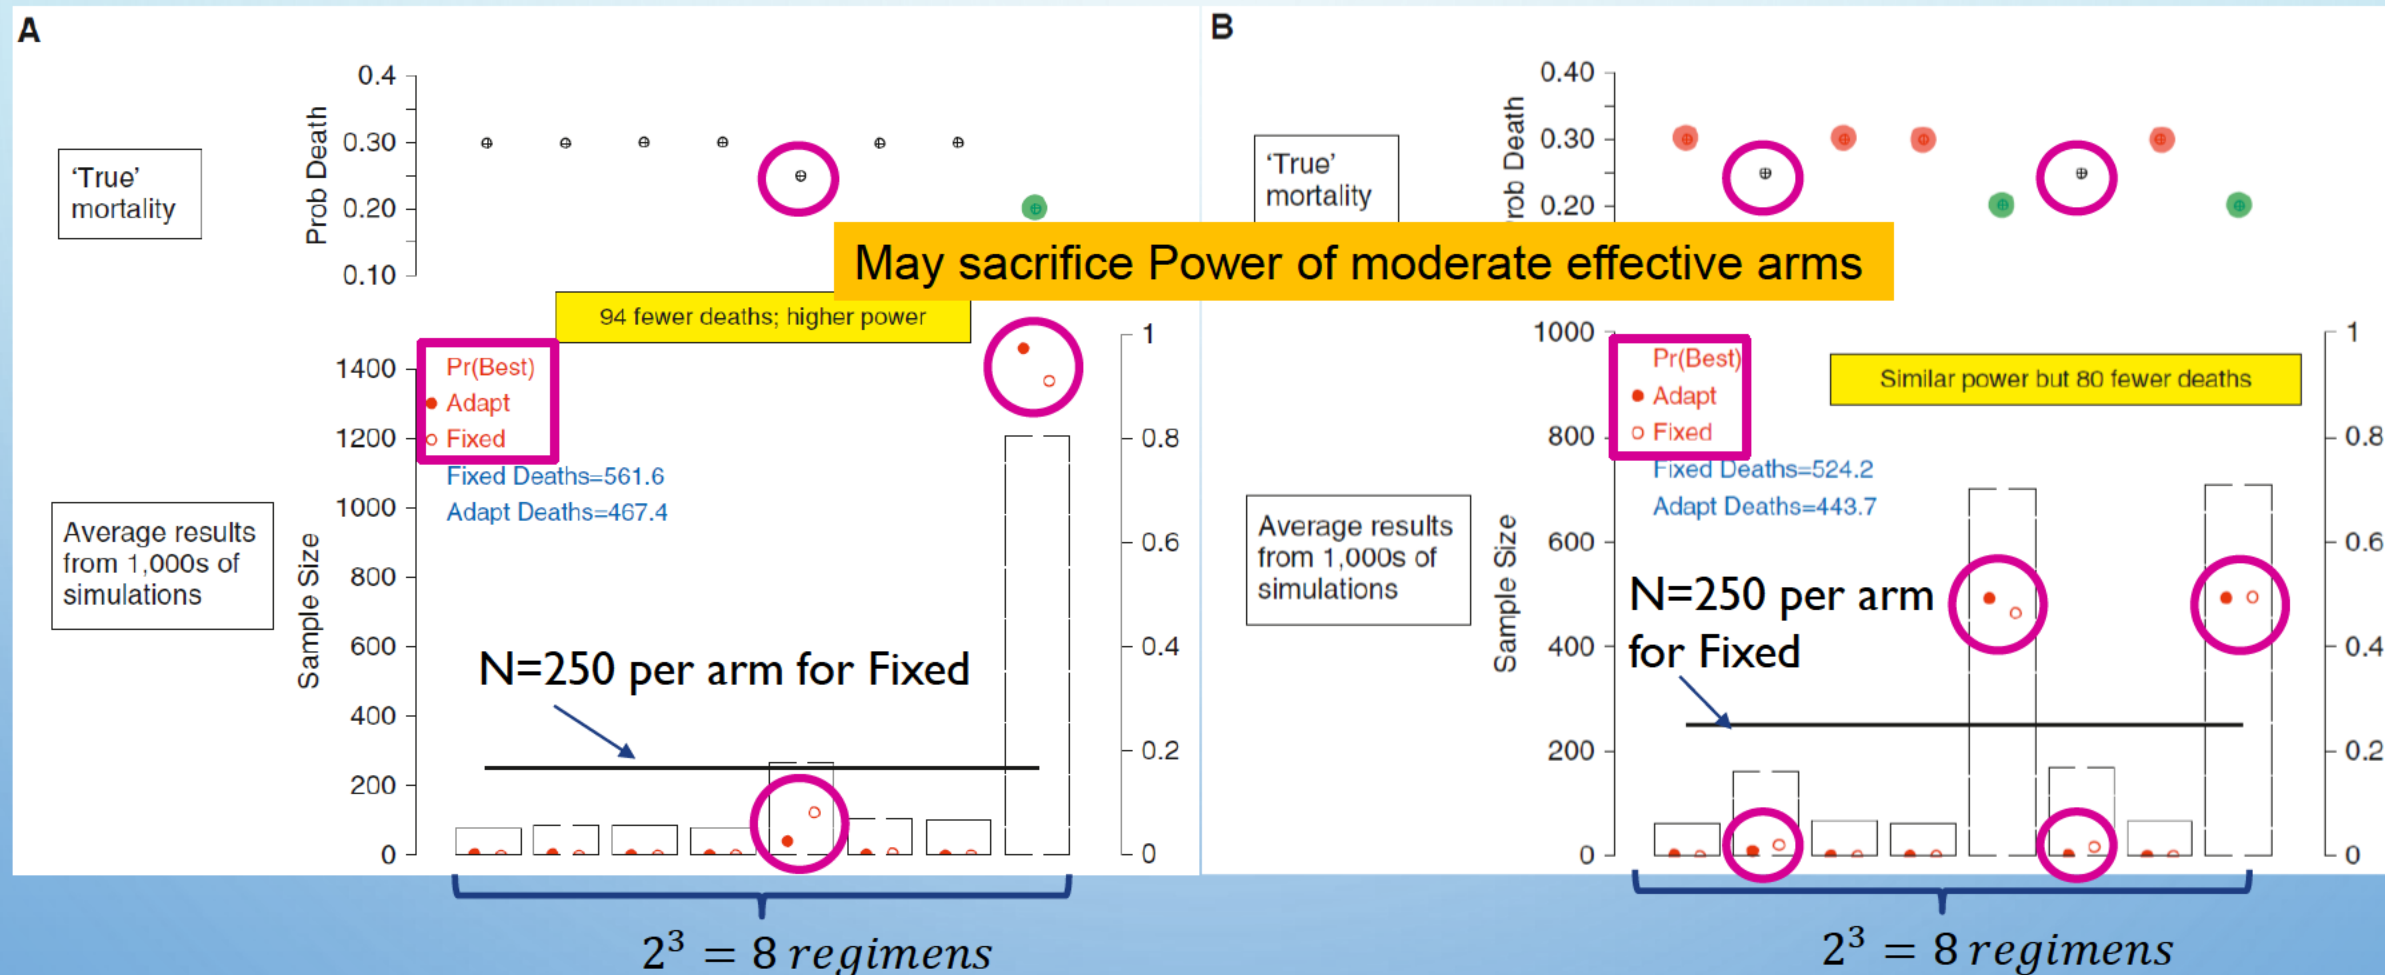 A
0.4
0.30
0.20
0.10
Prob Death
'True'
mortality
94 fewer deaths; higher power
1400
1200
1000
800
600
400
200
0
Sample Size
Pr(Best)
Adapt
Fixed
Fixed Deaths=561.6
Adapt Deaths=467.4
Average results
from 1,000s of
simulations
N=250 per arm for Fixed
1
0.8
0.6
0.4
0.2
0
2³ = 8 regimens
May sacrifice Power of moderate effective arms
B
0.40
0.30
0.20
rob Death
'True'
mortality
1000
800
600
400
200
0
Sample Size
Pr(Best)
Adapt
Fixed
Fixed Deaths=524.2
Adapt Deaths=443.7
Similar power but 80 fewer deaths
Average results
from 1,000s of
simulations
N=250 per arm
for Fixed
1
0.8
0.6
0.4
0.2
0
2³ = 8 regimens